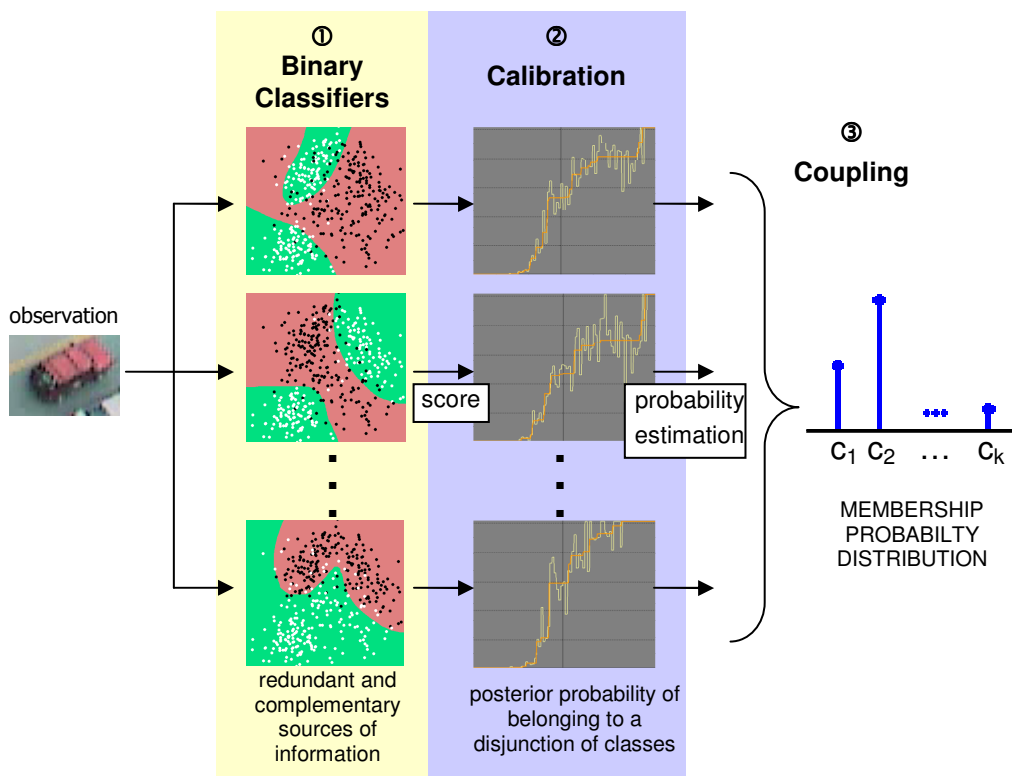 ①
Binary
Classifiers
②
Calibration
③
Coupling
observation
score
probability
estimation
c1 c2 ... ck
MEMBERSHIP
PROBABILTY
DISTRIBUTION
redundant and
complementary
sources of
information
posterior probability of
belonging to a
disjunction of classes